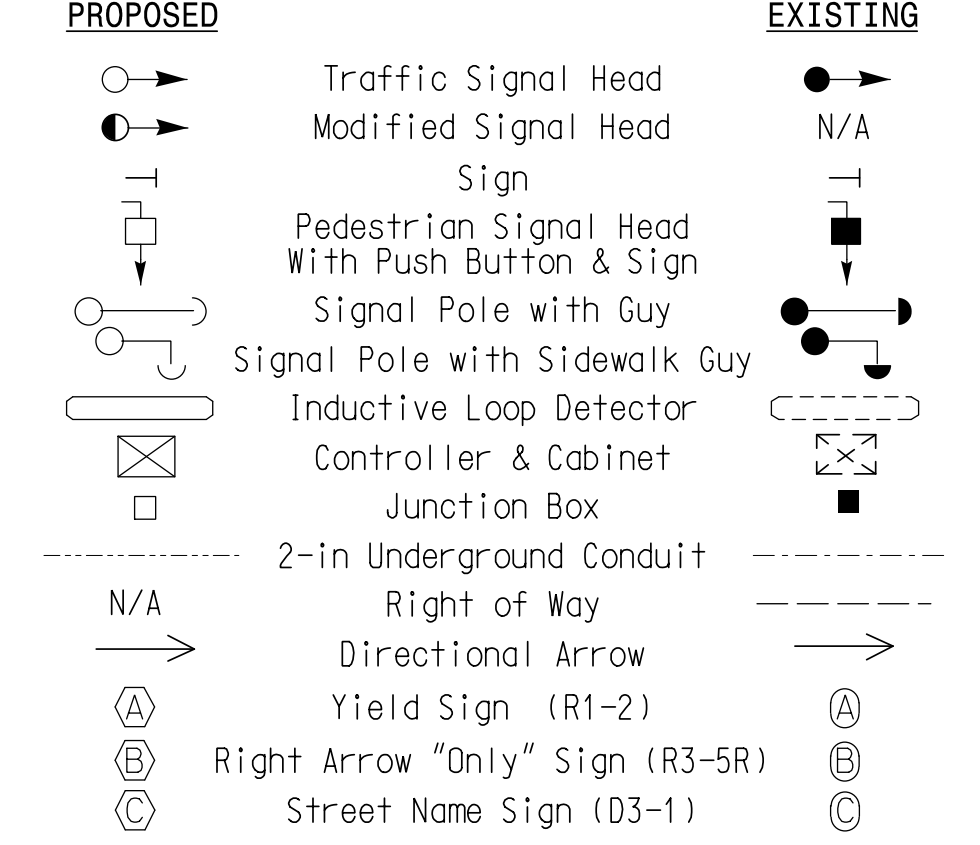 PROPOSED EXISTING
Traffic Signal Head
Modified Signal Head N/A
Sign
Pedestrian Signal Head
With Push Button & Sign
Signal Pole with Guy
Signal Pole with Sidewalk Guy
Inductive Loop Detector
Controller & Cabinet
Junction Box
2-in Underground Conduit
N/A Right of Way
Directional Arrow
A Yield Sign (R1-2) A
B Right Arrow "Only" Sign (R3-5R) B
C Street Name Sign (D3-1) C